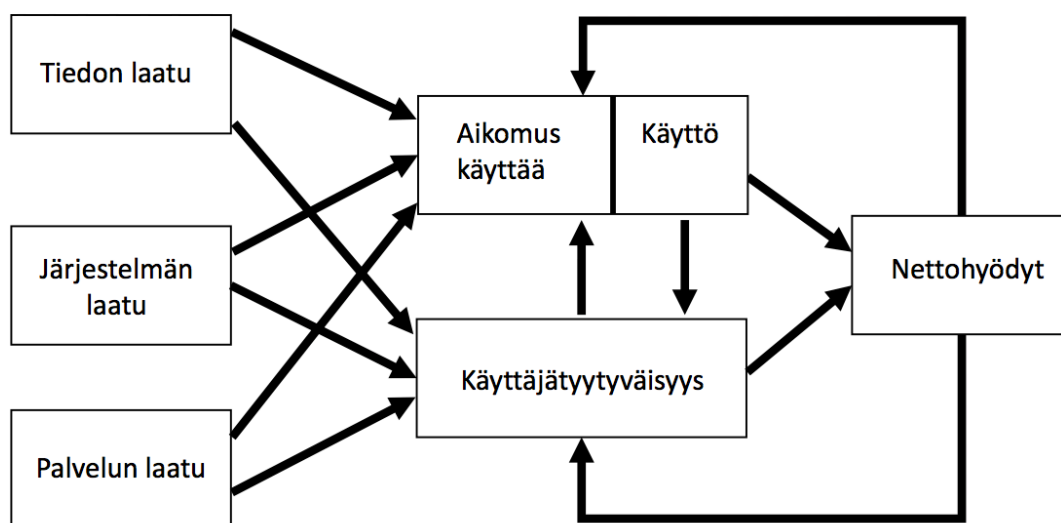 Tiedon laatu
Järjestelmän
laatu
Palvelun laatu
Aikomus
käyttää
Käyttö
Käyttäjätyytyväisyys
Nettohyödyt